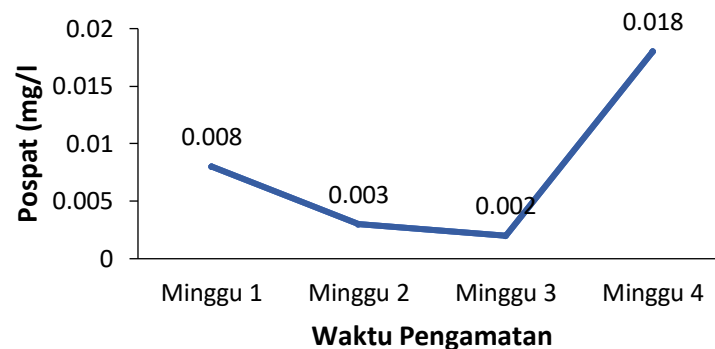 Pospat (mg/l
0.02
0.015
0.01
0.005
0
0.008
0.003
0.002
0.018
Minggu 1
Minggu 2
Minggu 3
Minggu 4
Waktu Pengamatan